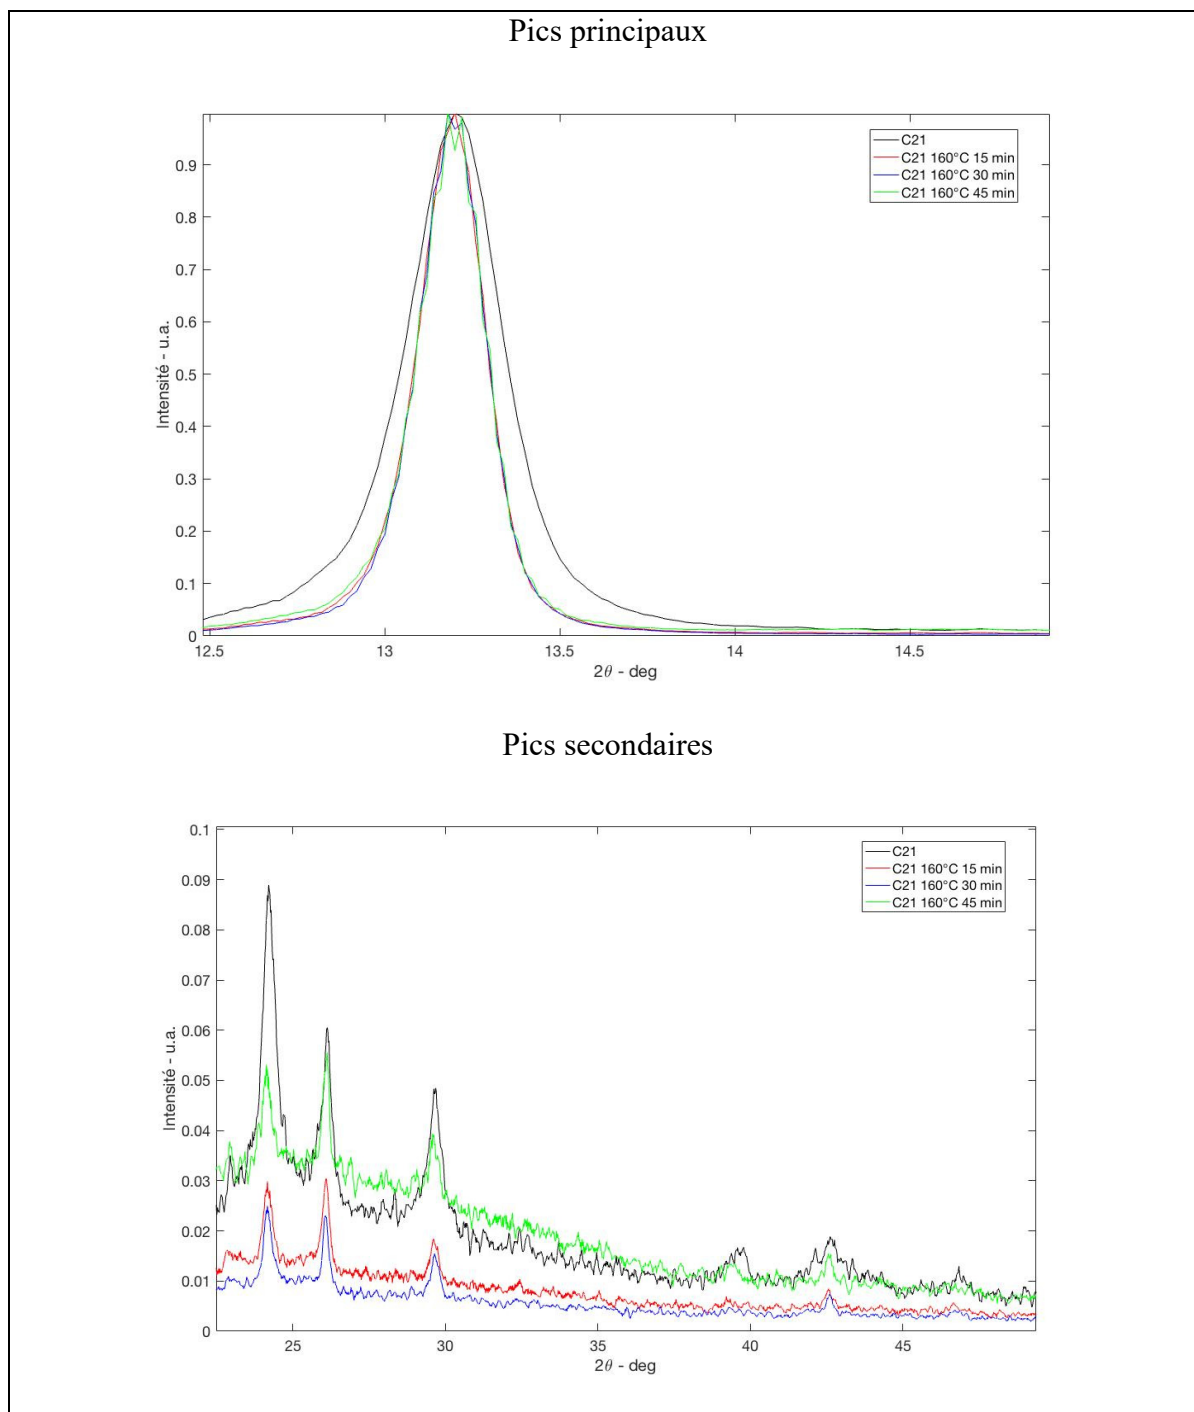 Pics principaux
C21
C21 160°C 15 min
C21 160°C 30 min
C21 160°C 45 min
0.9
0.8
0.7
0.6
0.5
0.4
0.3
0.2
0.1
0
Intensité - u.a.
12.5 13 13.5 14 14.5
2θ - deg
Pics secondaires
C21
C21 160°C 15 min
C21 160°C 30 min
C21 160°C 45 min
0.1
0.09
0.08
0.07
0.06
0.05
0.04
0.03
0.02
0.01
0
Intensité - u.a.
25 30 35 40 45
2θ - deg